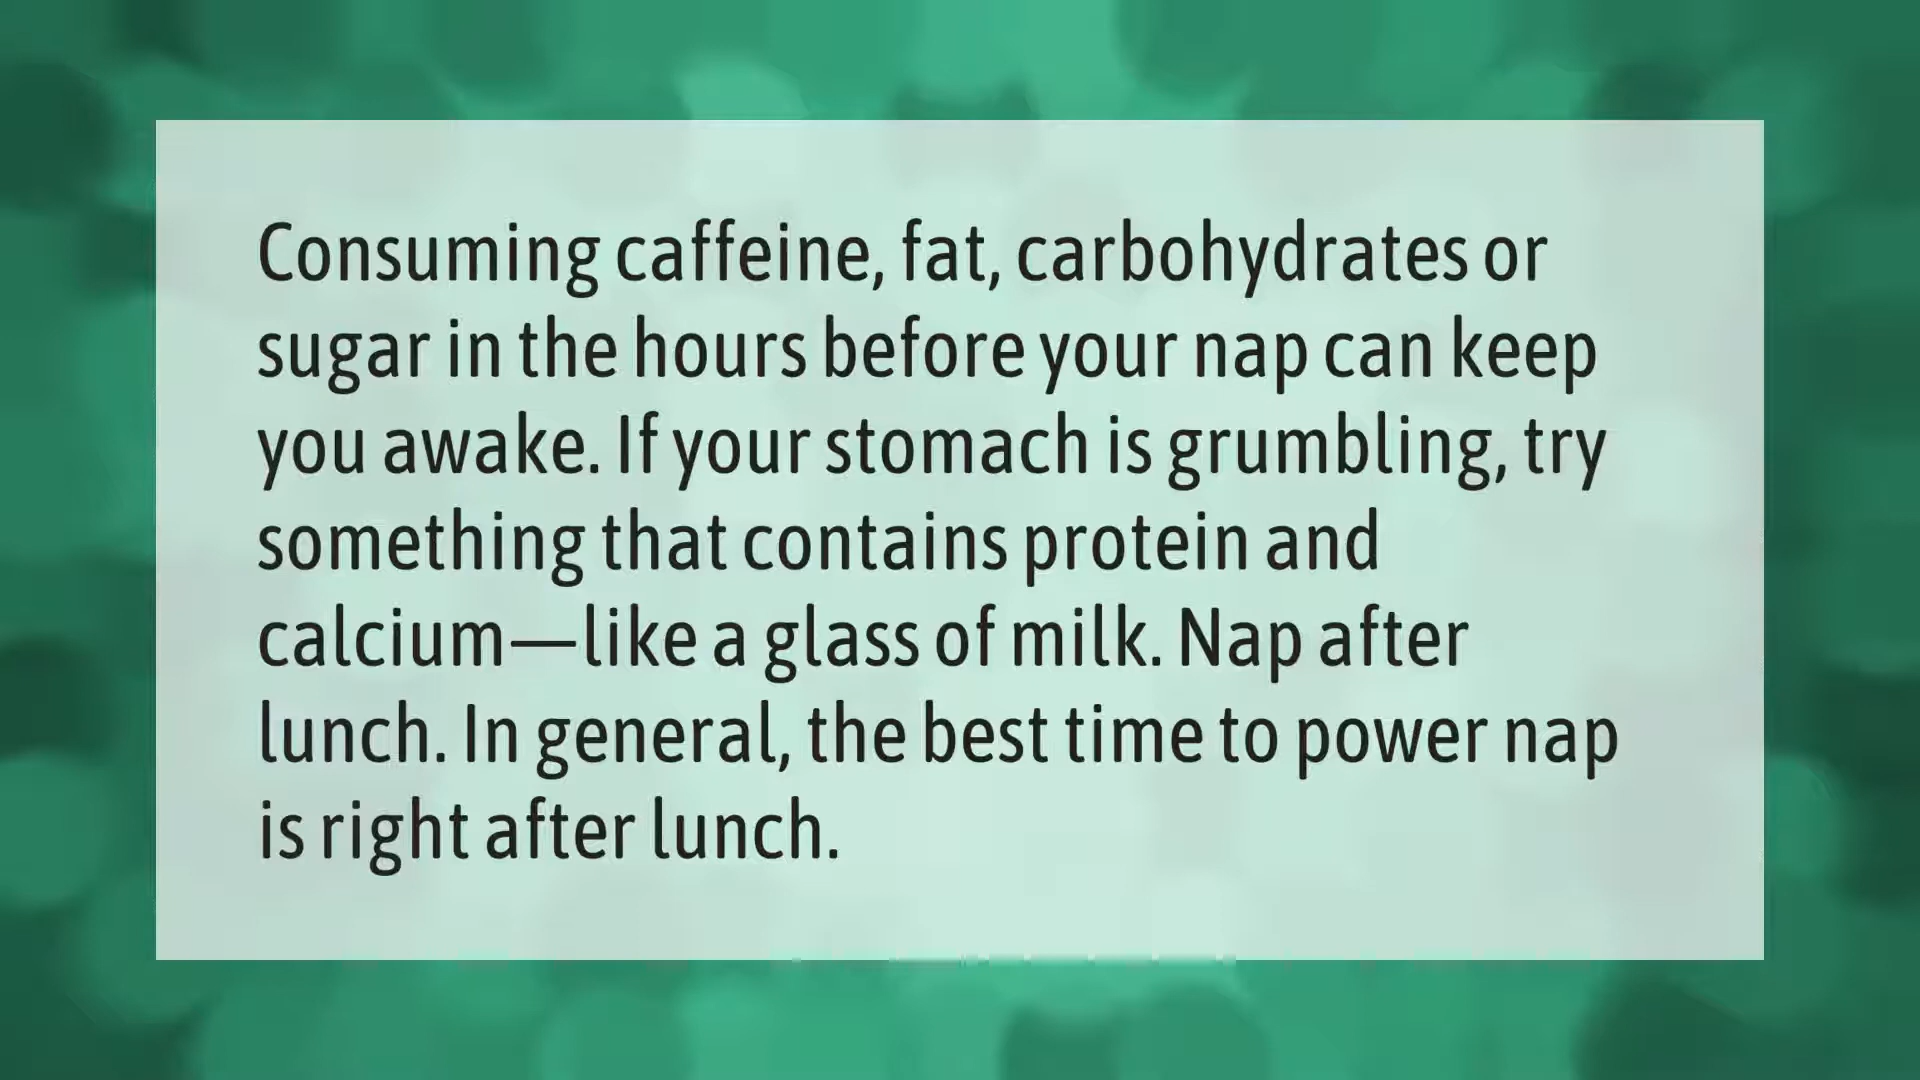 Consuming caffeine, fat, carbohydrates or
sugar in the hours before your nap can keep
you awake. If your stomach is grumbling, try
something that contains protein and
calcium—like a glass of milk. Nap after
lunch. In general, the best time to power nap
is right after lunch.